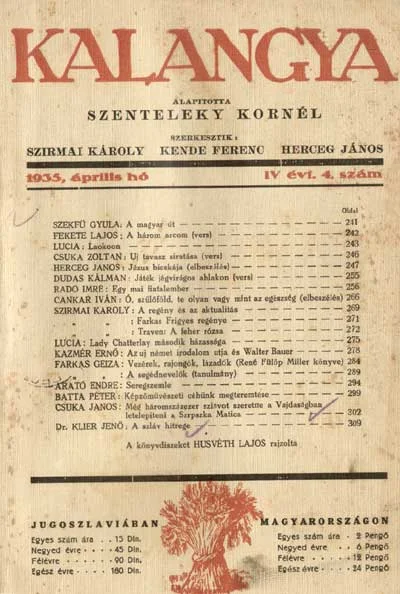 KALANGYA
ALAPITOTTA
SZENTELEKY KORNÉL
SZERKESZTIK:
SZIRMAI KÁROLY KENDE FERENC HERCEG JÁNOS
1935, április hó IV évf. 4. szám
Oldal
SZEKFÜ GYULA: A magyar út 241
FEKETE LAJOS: A három arcom (vers) 242
LUCIA: Laokoon 243
CSUKA ZOLTAN: Uj tavasz siratása (vers) 246
HERCEG JÁNOS: Jézus bicskája (elbeszélés) 247
DUDÁS KÁLMÁN: Játék jégvirágos ablakon (vers) 255
RADÓ IMRE: Egy mai fiatalember 256
CANKAR IVÁN: Ó, szülőföld, te olyan vagy mint az egészség (elbeszélés) 266
SZIRMAI KÁROLY: A regény és az aktualitás 269
" " : Farkas Frigyes regénye 271
" " : Traven: A fehér rózsa 272
LUCIA: Lady Chatterlay második házassága 275
KAZMÉR ERNŐ: Az uj német irodalom utja és Walter Bauer 278
FARKAS GEIZA: Vezérek, rajongók, lázadók (René Fülöp Miller könyve) 284
" " : A segédnevelők (tanulmány) 289
ARATÓ ENDRE: Seregszemle 294
BATTA PÉTER: Képzőművészeti céhünk megteremtése 299
CSUKA JÁNOS: Még háromszázezer szlávot szeretne a Vajdaságban
letelepíteni a Szrpszka Matica 302
Dr. KLIER JENŐ: A szláv hitrege 309
A könyvdíszeket HUSVÉTH LAJOS rajzolta
JUGOSZLAVIÁBAN
Egyes szám ára . . 15 Din.
Negyed évre . . . 45 Din.
Félévre . . . . . 90 Din.
Egész évre . . . 180 Din.
MAGYARORSZÁGON
Egyes szám ára . 2 Pengő
Negyed évre . . 6 Pengő
Félévre . . . . 12 Pengő
Egész évre . . . 24 Pengő